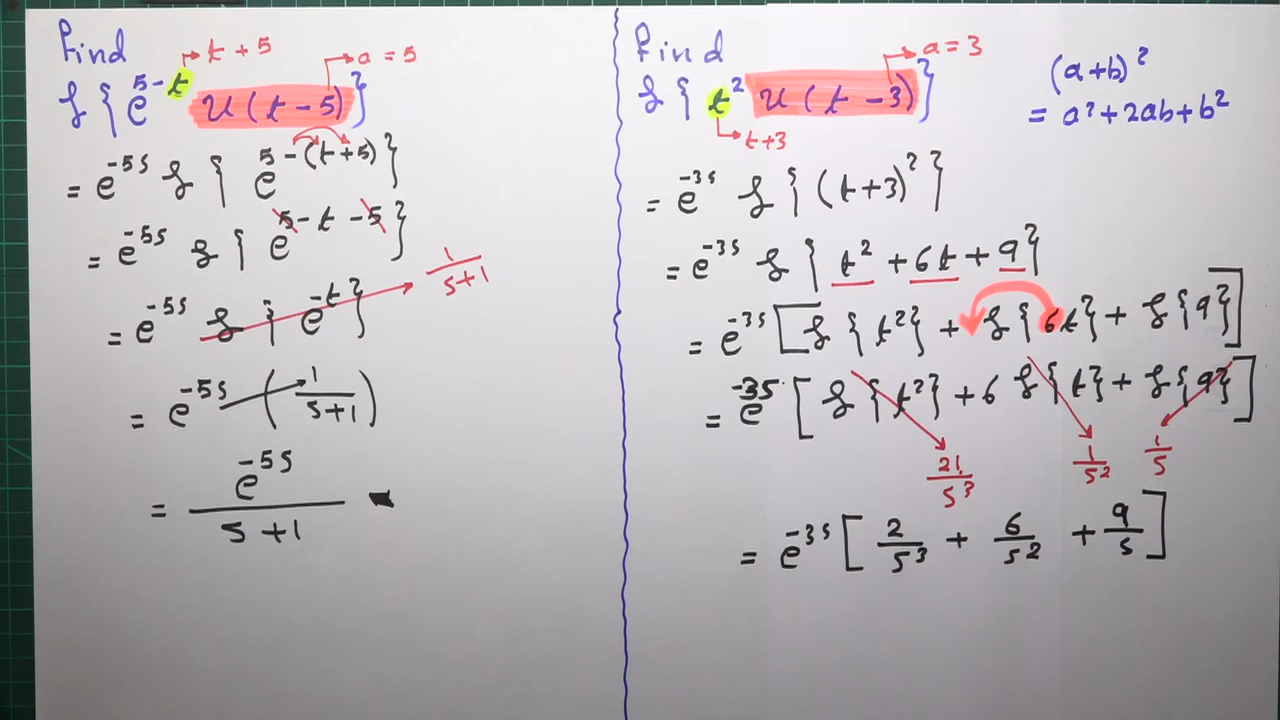 Find
t + 5
a = 5
ℒ { e^{5-t} u(t-5) }
= e^{-5s} ℒ { e^{5-(t+5)} }
= e^{-5s} ℒ { e^{5-t-5} }
1/(s+1)
= e^{-5s} ℒ { e^{-t} }
= e^{-5s} ( 1/(s+1) )
= e^{-5s}/(s+1)
Find
a = 3
ℒ { t² u(t-3) }
t+3
(a+b)²
= a²+2ab+b²
= e^{-3s} ℒ { (t+3)² }
= e^{-3s} ℒ { t² + 6t + 9 }
= e^{-3s} [ ℒ { t² } + ℒ { 6t } + ℒ { 9 } ]
= e^{-3s} [ ℒ { t² } + 6 ℒ { t } + ℒ { 9 } ]
2!/s³ 1/s² 1/s
= e^{-3s} [ 2/s³ + 6/s² + 9/s ]